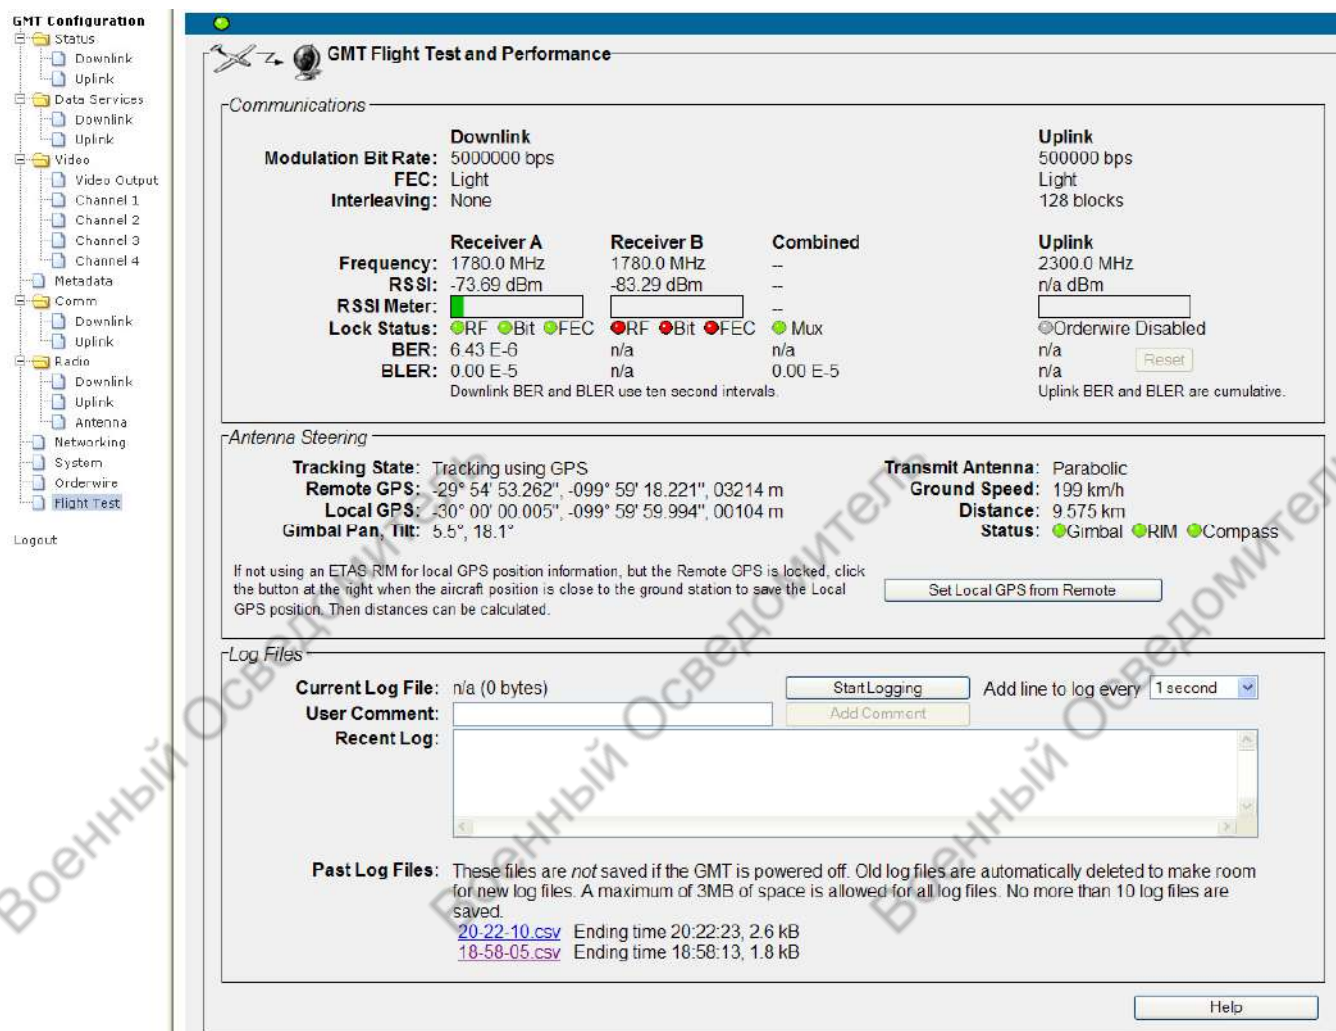 GMT Configuration
Status
Downlink
Uplink
Data Services
Downlink
Uplink
Video
Video Output
Channel 1
Channel 2
Channel 3
Channel 4
Metadata
Comm
Downlink
Uplink
Radio
Downlink
Uplink
Antenna
Networking
System
Orderwire
Flight Test
Logout
GMT Flight Test and Performance
Communications
Downlink Uplink
Modulation Bit Rate: 5000000 bps 500000 bps
FEC: Light Light
Interleaving: None 128 blocks
Receiver A Receiver B Combined Uplink
Frequency: 1780.0 MHz 1780.0 MHz -- 2300.0 MHz
RSSI: -73.69 dBm -83.29 dBm -- n/a dBm
RSSI Meter: --
Lock Status: RF Bit FEC RF Bit FEC Mux Orderwire Disabled
BER: 6.43 E-6 n/a n/a n/a Reset
BLER: 0.00 E-5 n/a 0.00 E-5 n/a
Downlink BER and BLER use ten second intervals. Uplink BER and BLER are cumulative.
Antenna Steering
Tracking State: Tracking using GPS Transmit Antenna: Parabolic
Remote GPS: -29° 54' 53.262", -099° 59' 18.221", 03214 m Ground Speed: 199 km/h
Local GPS: -30° 00' 00.005", -099° 59' 59.994", 00104 m Distance: 9.575 km
Gimbal Pan, Tilt: 5.5°, 18.1° Status: Gimbal RIM Compass
If not using an ETAS RIM for local GPS position information, but the Remote GPS is locked, click
the button at the right when the aircraft position is close to the ground station to save the Local
GPS position. Then distances can be calculated.
Set Local GPS from Remote
Log Files
Current Log File: n/a (0 bytes) Start Logging Add line to log every 1 second
User Comment: Add Comment
Recent Log:
Past Log Files: These files are not saved if the GMT is powered off. Old log files are automatically deleted to make room
for new log files. A maximum of 3MB of space is allowed for all log files. No more than 10 log files are
saved.
20-22-10.csv Ending time 20:22:23, 2.6 kB
18-58-05.csv Ending time 18:58:13, 1.8 kB
Help
Военный Осведомитель
Военный Осведомитель
Военный Осведомитель